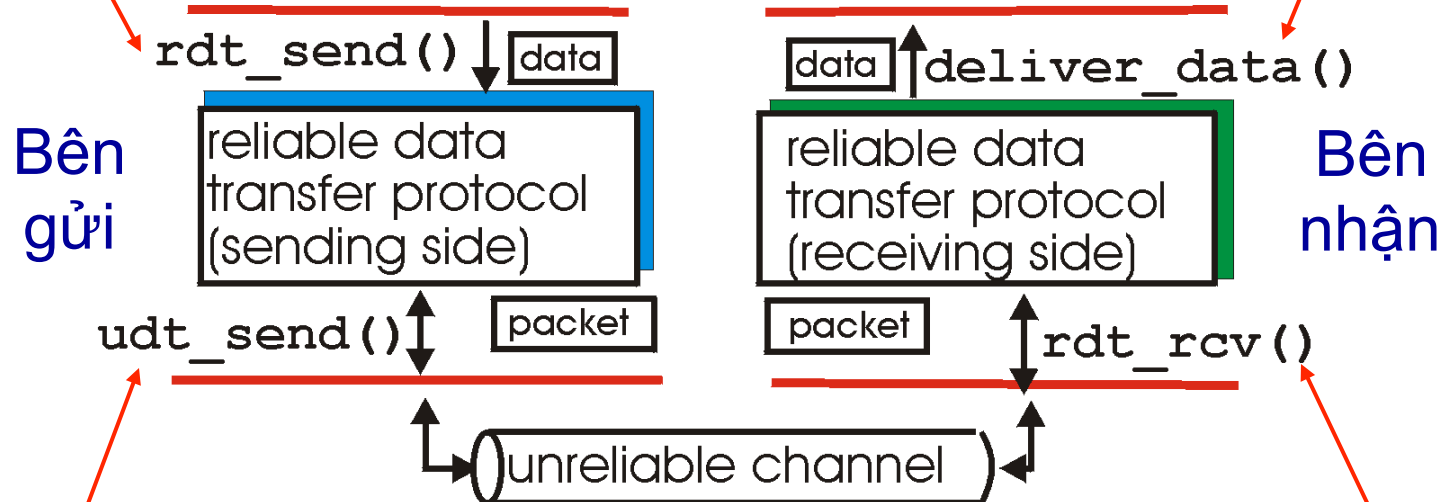 rdt_send()
data
data
deliver_data()
Bên
gửi
reliable data
transfer protocol
(sending side)
reliable data
transfer protocol
(receiving side)
Bên
nhận
udt_send()
packet
packet
rdt_rcv()
unreliable channel